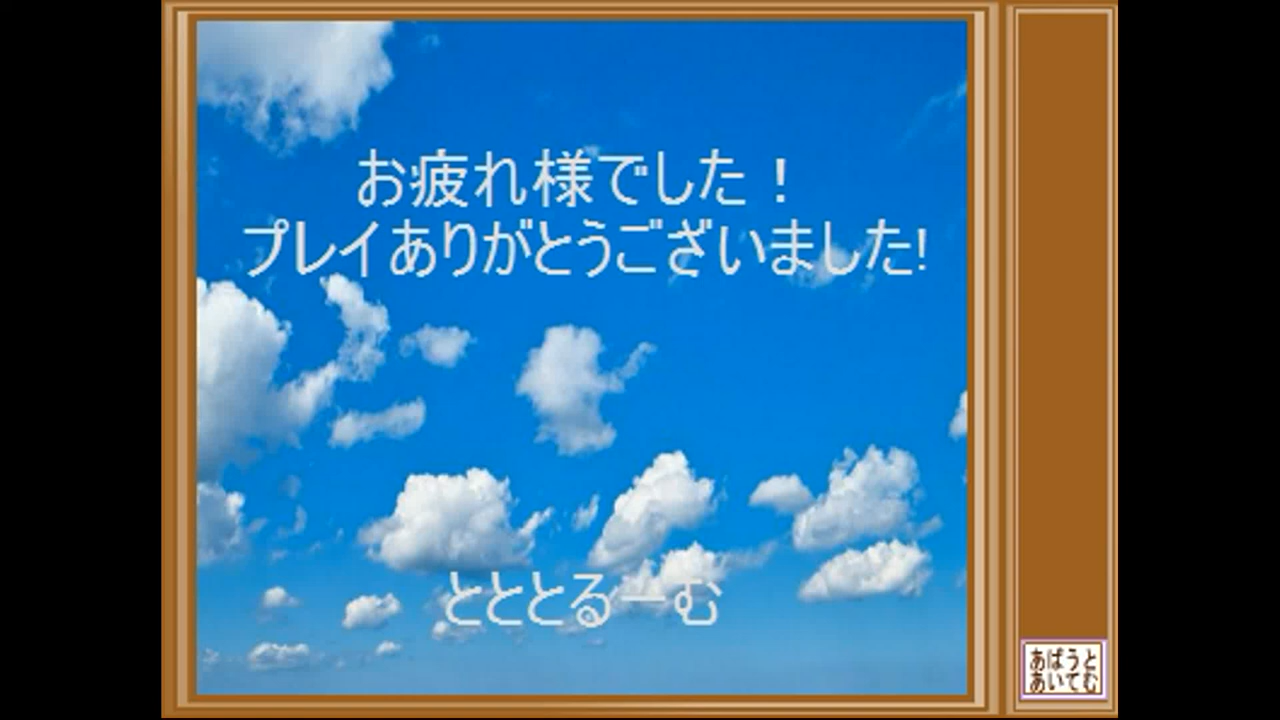 お疲れ様でした！
プレイありがとうございました!
とととるーむ
あばうと
あいてむ